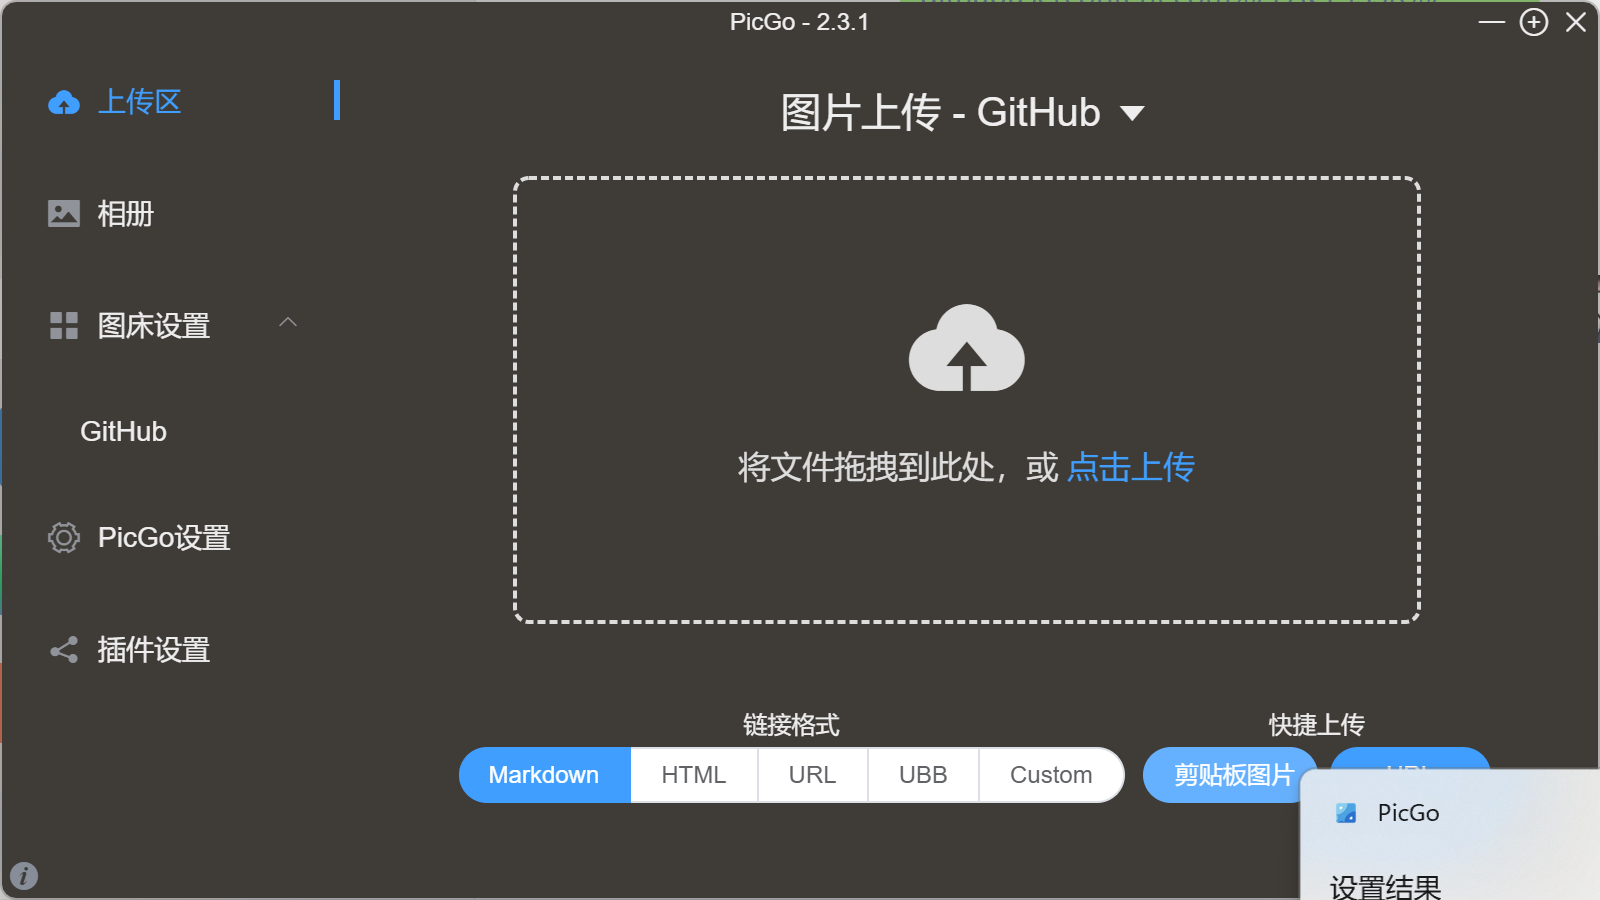 PicGo - 2.3.1
上传区
图片上传 - GitHub
相册
图床设置
GitHub
将文件拖拽到此处，或 点击上传
PicGo设置
插件设置
链接格式
快捷上传
Markdown HTML URL UBB Custom
剪贴板图片
PicGo
设置结果